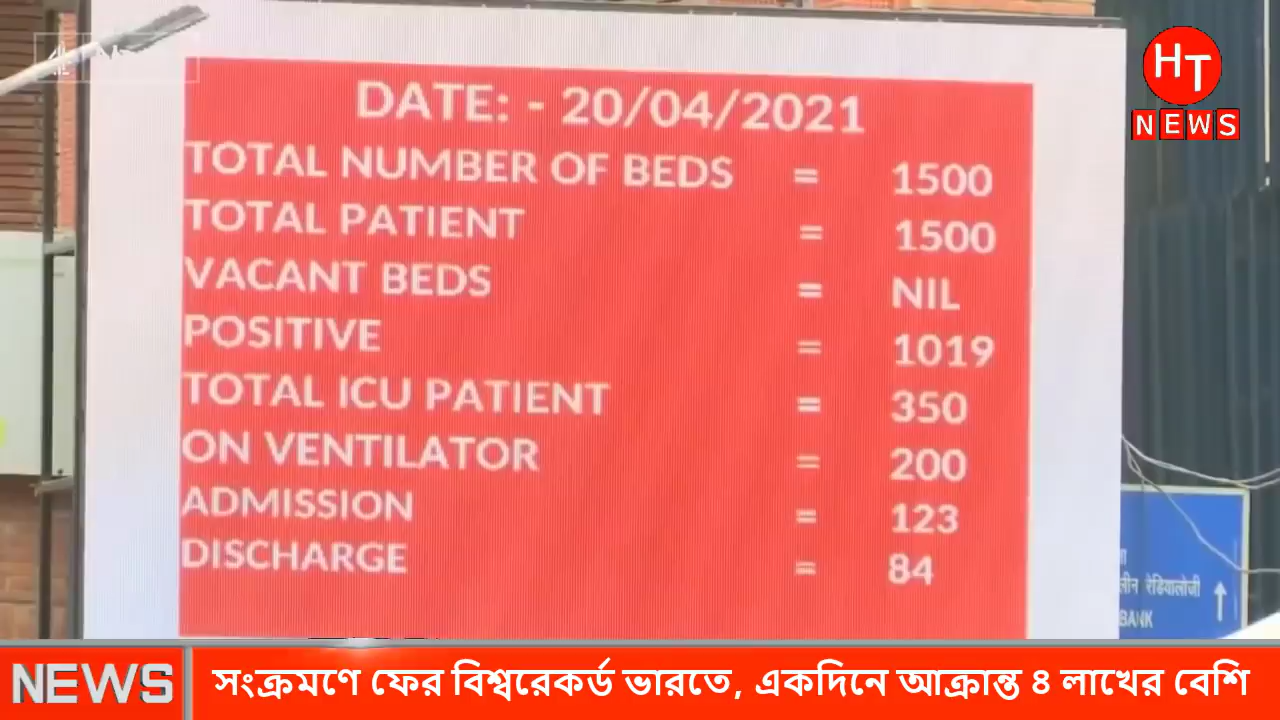 HT
NEWS
DATE: - 20/04/2021
TOTAL NUMBER OF BEDS = 1500
TOTAL PATIENT = 1500
VACANT BEDS = NIL
POSITIVE = 1019
TOTAL ICU PATIENT = 350
ON VENTILATOR = 200
ADMISSION = 123
DISCHARGE = 84
रेडियालोजी
BANK
NEWS
সংক্রমণে ফের বিশ্বরেকর্ড ভারতে, একদিনে আক্রান্ত ৪ লাখের বেশি